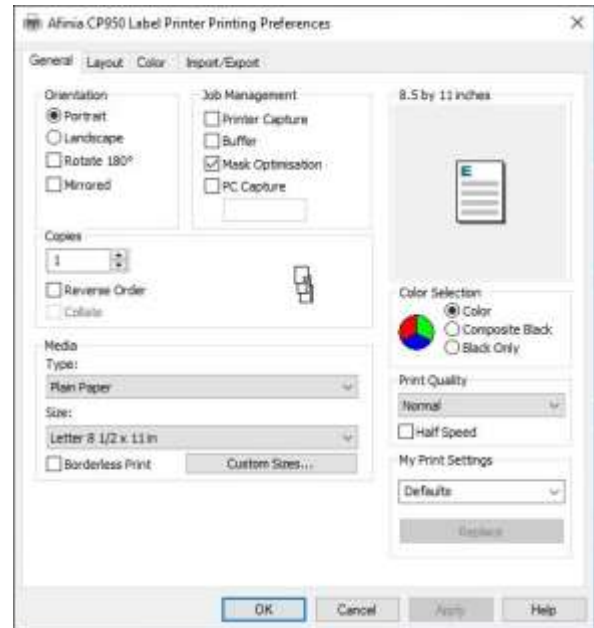 Afinia CP950 Label Printer Printing Preferences
General Layout Color Import/Export
Orientation
Portrait
Landscape
Rotate 180°
Mirrored
Job Management
Printer Capture
Buffer
Mask Optimisation
PC Capture
8.5 by 11 inches
E
Copies
1
Reverse Order
Collate
Color Selection
Color
Composite Black
Black Only
Media
Type:
Plain Paper
Size:
Letter 8 1/2 x 11 in
Borderless Print
Custom Sizes...
Print Quality
Normal
Half Speed
My Print Settings
Defaults
Replace
OK Cancel Apply Help